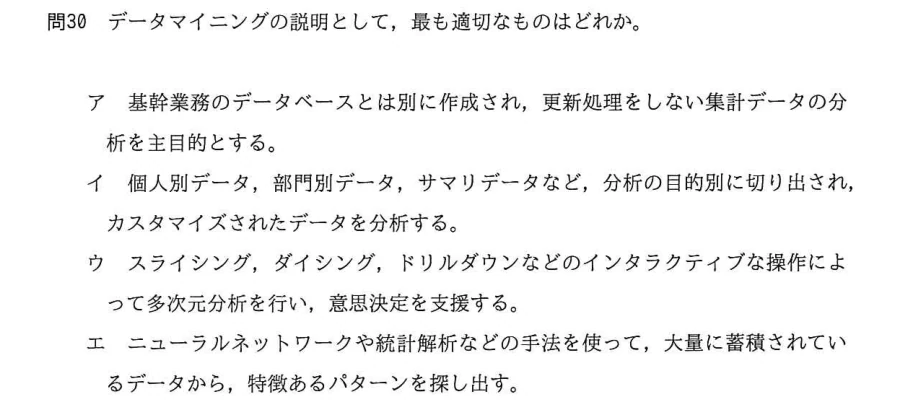 問30 データマイニングの説明として，最も適切なものはどれか。
ア 基幹業務のデータベースとは別に作成され，更新処理をしない集計データの分
析を主目的とする。
イ 個人別データ，部門別データ，サマリデータなど，分析の目的別に切り出され，
カスタマイズされたデータを分析する。
ウ スライシング，ダイシング，ドリルダウンなどのインタラクティブな操作によ
って多次元分析を行い，意思決定を支援する。
エ ニューラルネットワークや統計解析などの手法を使って，大量に蓄積されてい
るデータから，特徴あるパターンを探し出す。